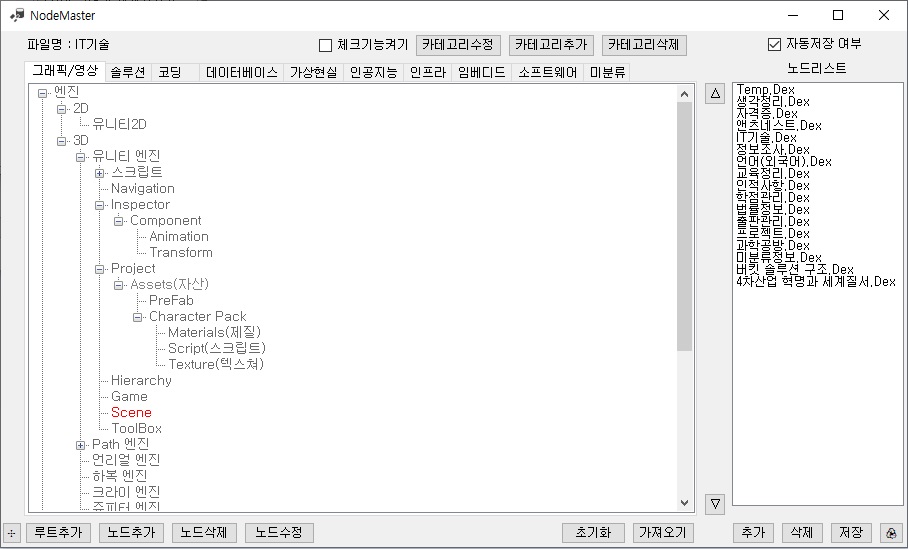 NodeMaster
파일명 : IT기술
체크기능켜기
카테고리수정
카테고리추가
카테고리삭제
자동저장 여부
그래픽/영상
솔루션
코딩
데이터베이스
가상현실
인공지능
인프라
임베디드
소프트웨어
미분류
노드리스트
엔진
2D
유니티2D
3D
유니티 엔진
스크립트
Navigation
Inspector
Component
Animation
Transform
Project
Assets(자산)
PreFab
Character Pack
Materials(제질)
Script(스크립트)
Texture(텍스쳐)
Hierarchy
Game
Scene
ToolBox
Path 엔진
언리얼 엔진
하복 엔진
크라이 엔진
쥬피터 엔진
Temp.Dex
생각정리.Dex
자격증.Dex
앤츠네스트.Dex
IT기술.Dex
정보조사.Dex
언어(외국어).Dex
교육정리.Dex
인적사항.Dex
학점관리.Dex
법률정보.Dex
출판관리.Dex
프로젝트.Dex
과학공방.Dex
미분류정보.Dex
버킷 솔루션 구조.Dex
4차산업 혁명과 세계질서.Dex
루트추가
노드추가
노드삭제
노드수정
초기화
가져오기
추가
삭제
저장